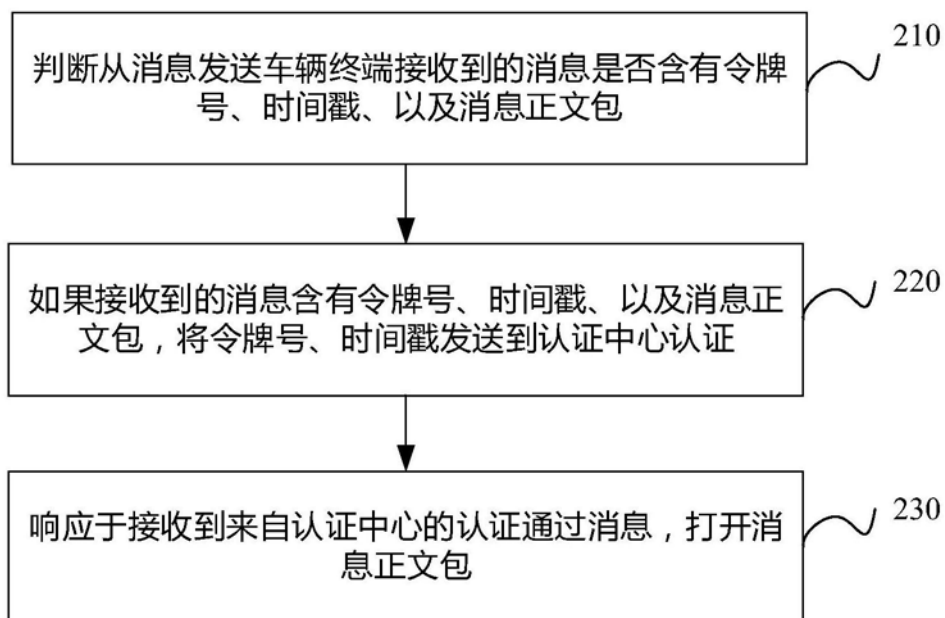 判断从消息发送车辆终端接收到的消息是否含有令牌
号、时间戳、以及消息正文包
210
如果接收到的消息含有令牌号、时间戳、以及消息正
文包，将令牌号、时间戳发送到认证中心认证
220
响应于接收到来自认证中心的认证通过消息，打开消
息正文包
230